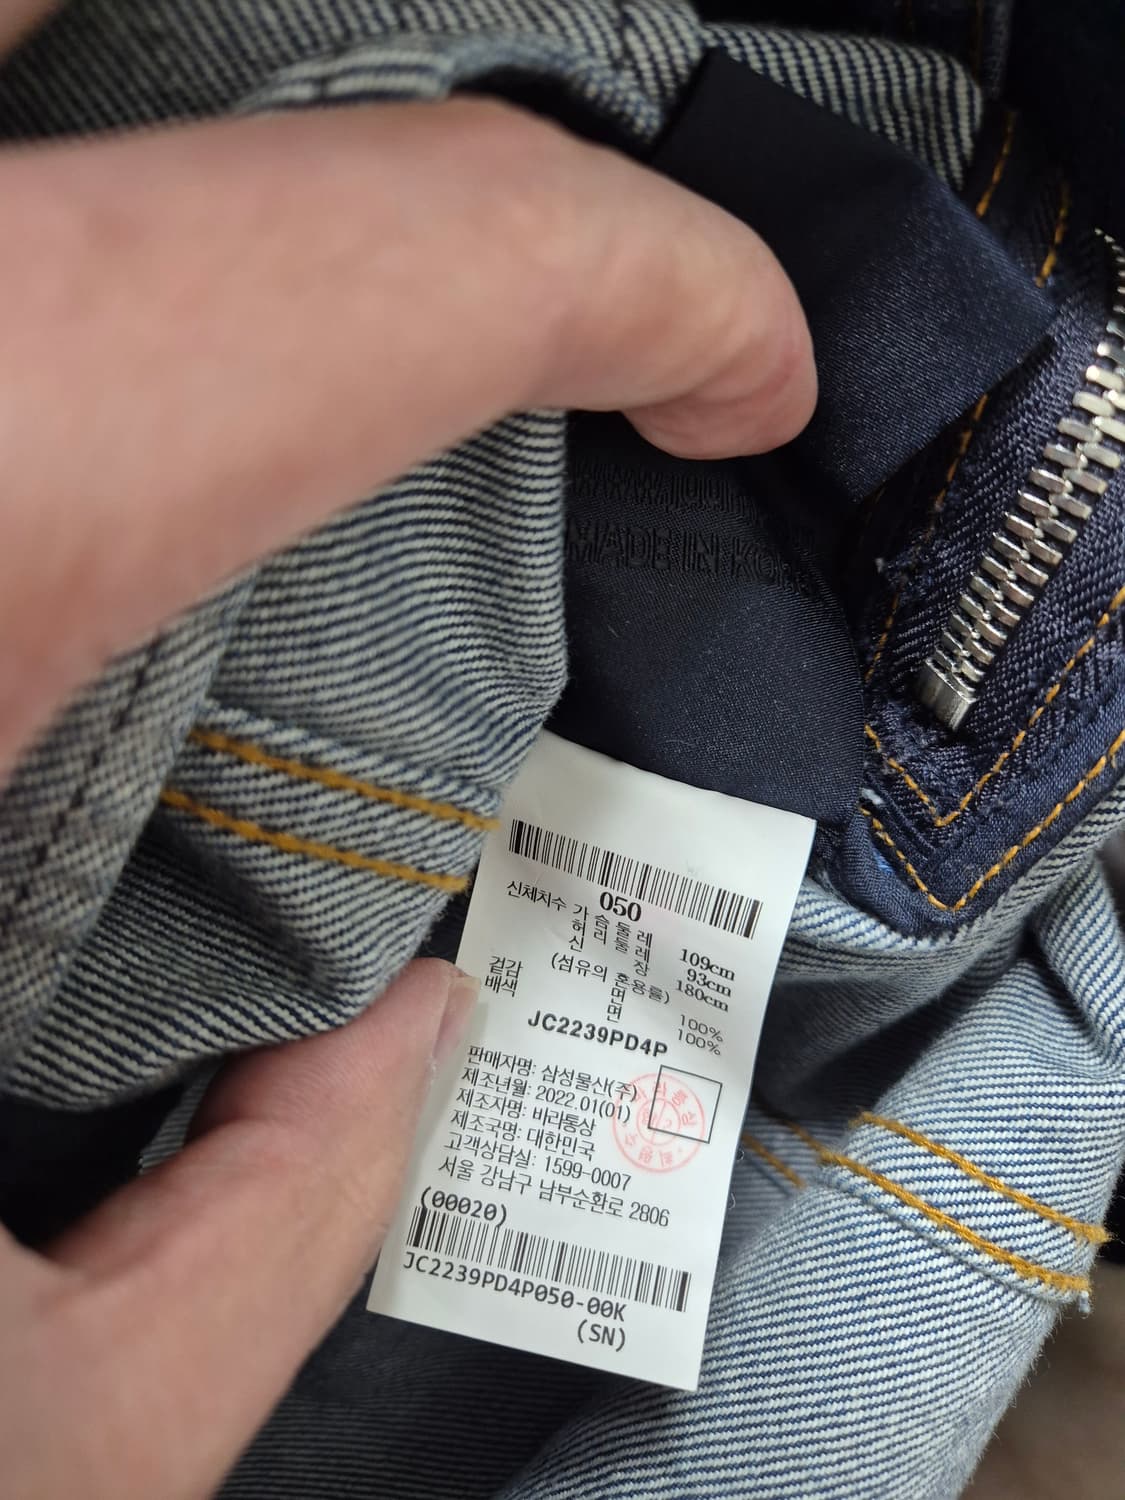 MADE IN KOREA
050
신체치수 가슴둘레 109cm
허리둘레 93cm
신장 180cm
(섬유의 혼용률)
겉감 면 100%
배색 면 100%
JC2239PD4P
판매자명: 삼성물산(주)
제조년월: 2022.01(01)
제조자명: 바라통상
제조국명: 대한민국
고객상담실: 1599-0007
서울 강남구 남부순환로 2806
(00020)
JC2239PD4P050-00K
(SN)